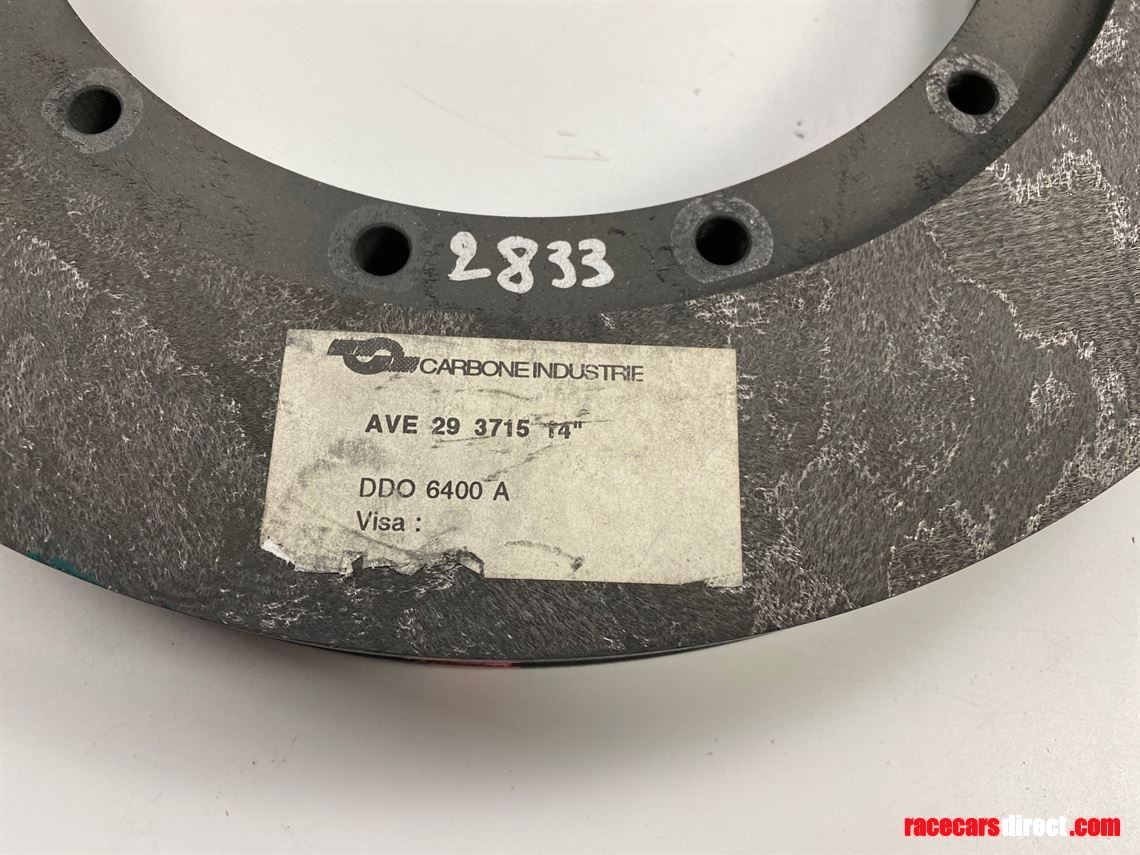 2833
CARBONE INDUSTRIE
AVE 29 3715 14"
DDO 6400 A
Visa :
racecarsdirect.com